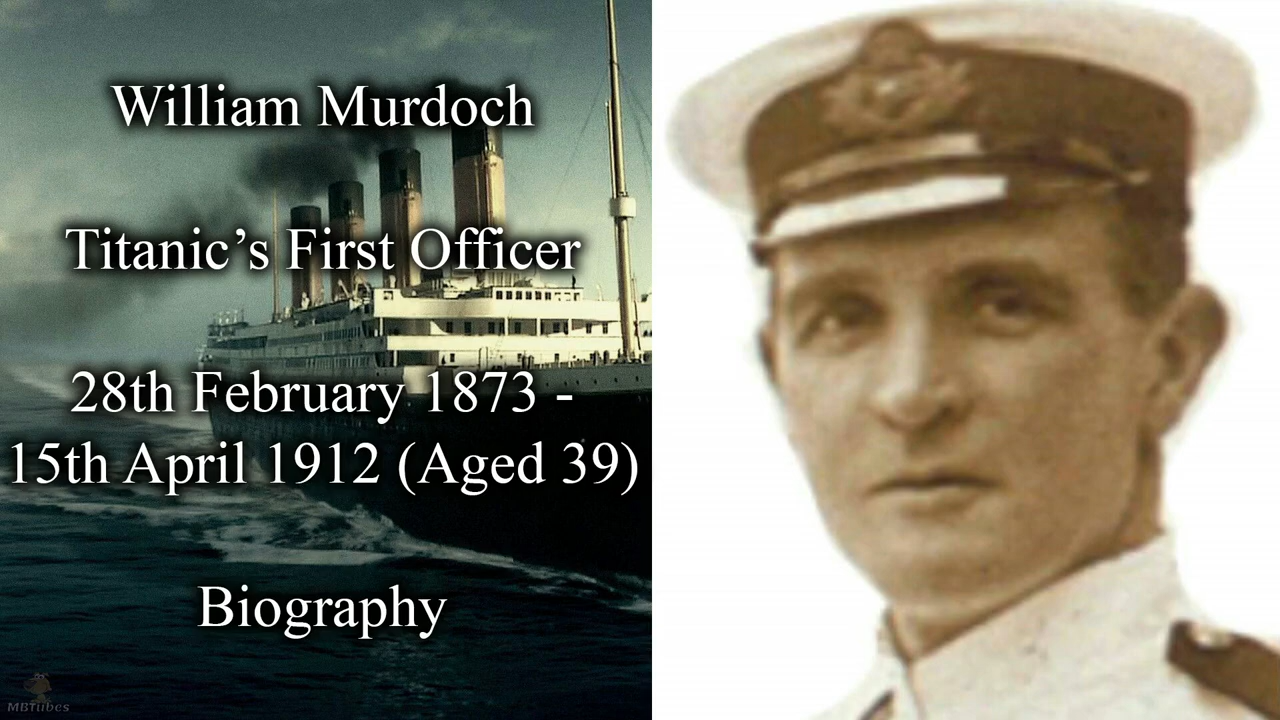 William Murdoch
Titanic’s First Officer
28th February 1873 -
15th April 1912 (Aged 39)
Biography
MBTubes